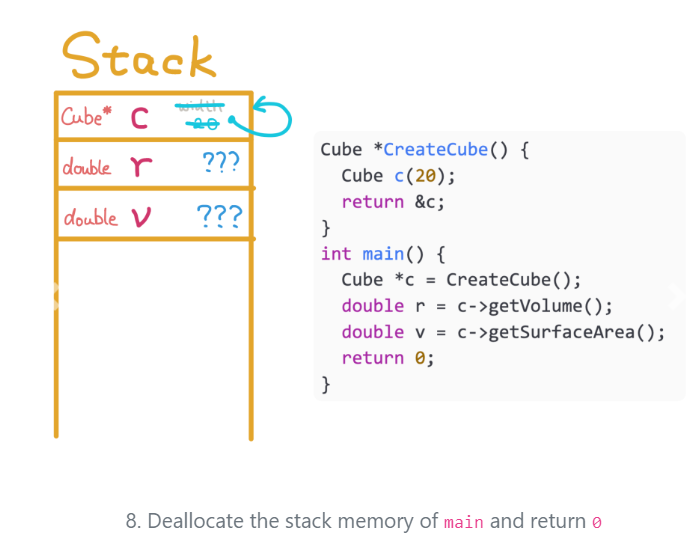 Stack
Cube* c width
20
double r ???
double v ???
Cube *CreateCube() {
  Cube c(20);
  return &c;
}
int main() {
  Cube *c = CreateCube();
  double r = c->getVolume();
  double v = c->getSurfaceArea();
  return 0;
}
8. Deallocate the stack memory of main and return 0